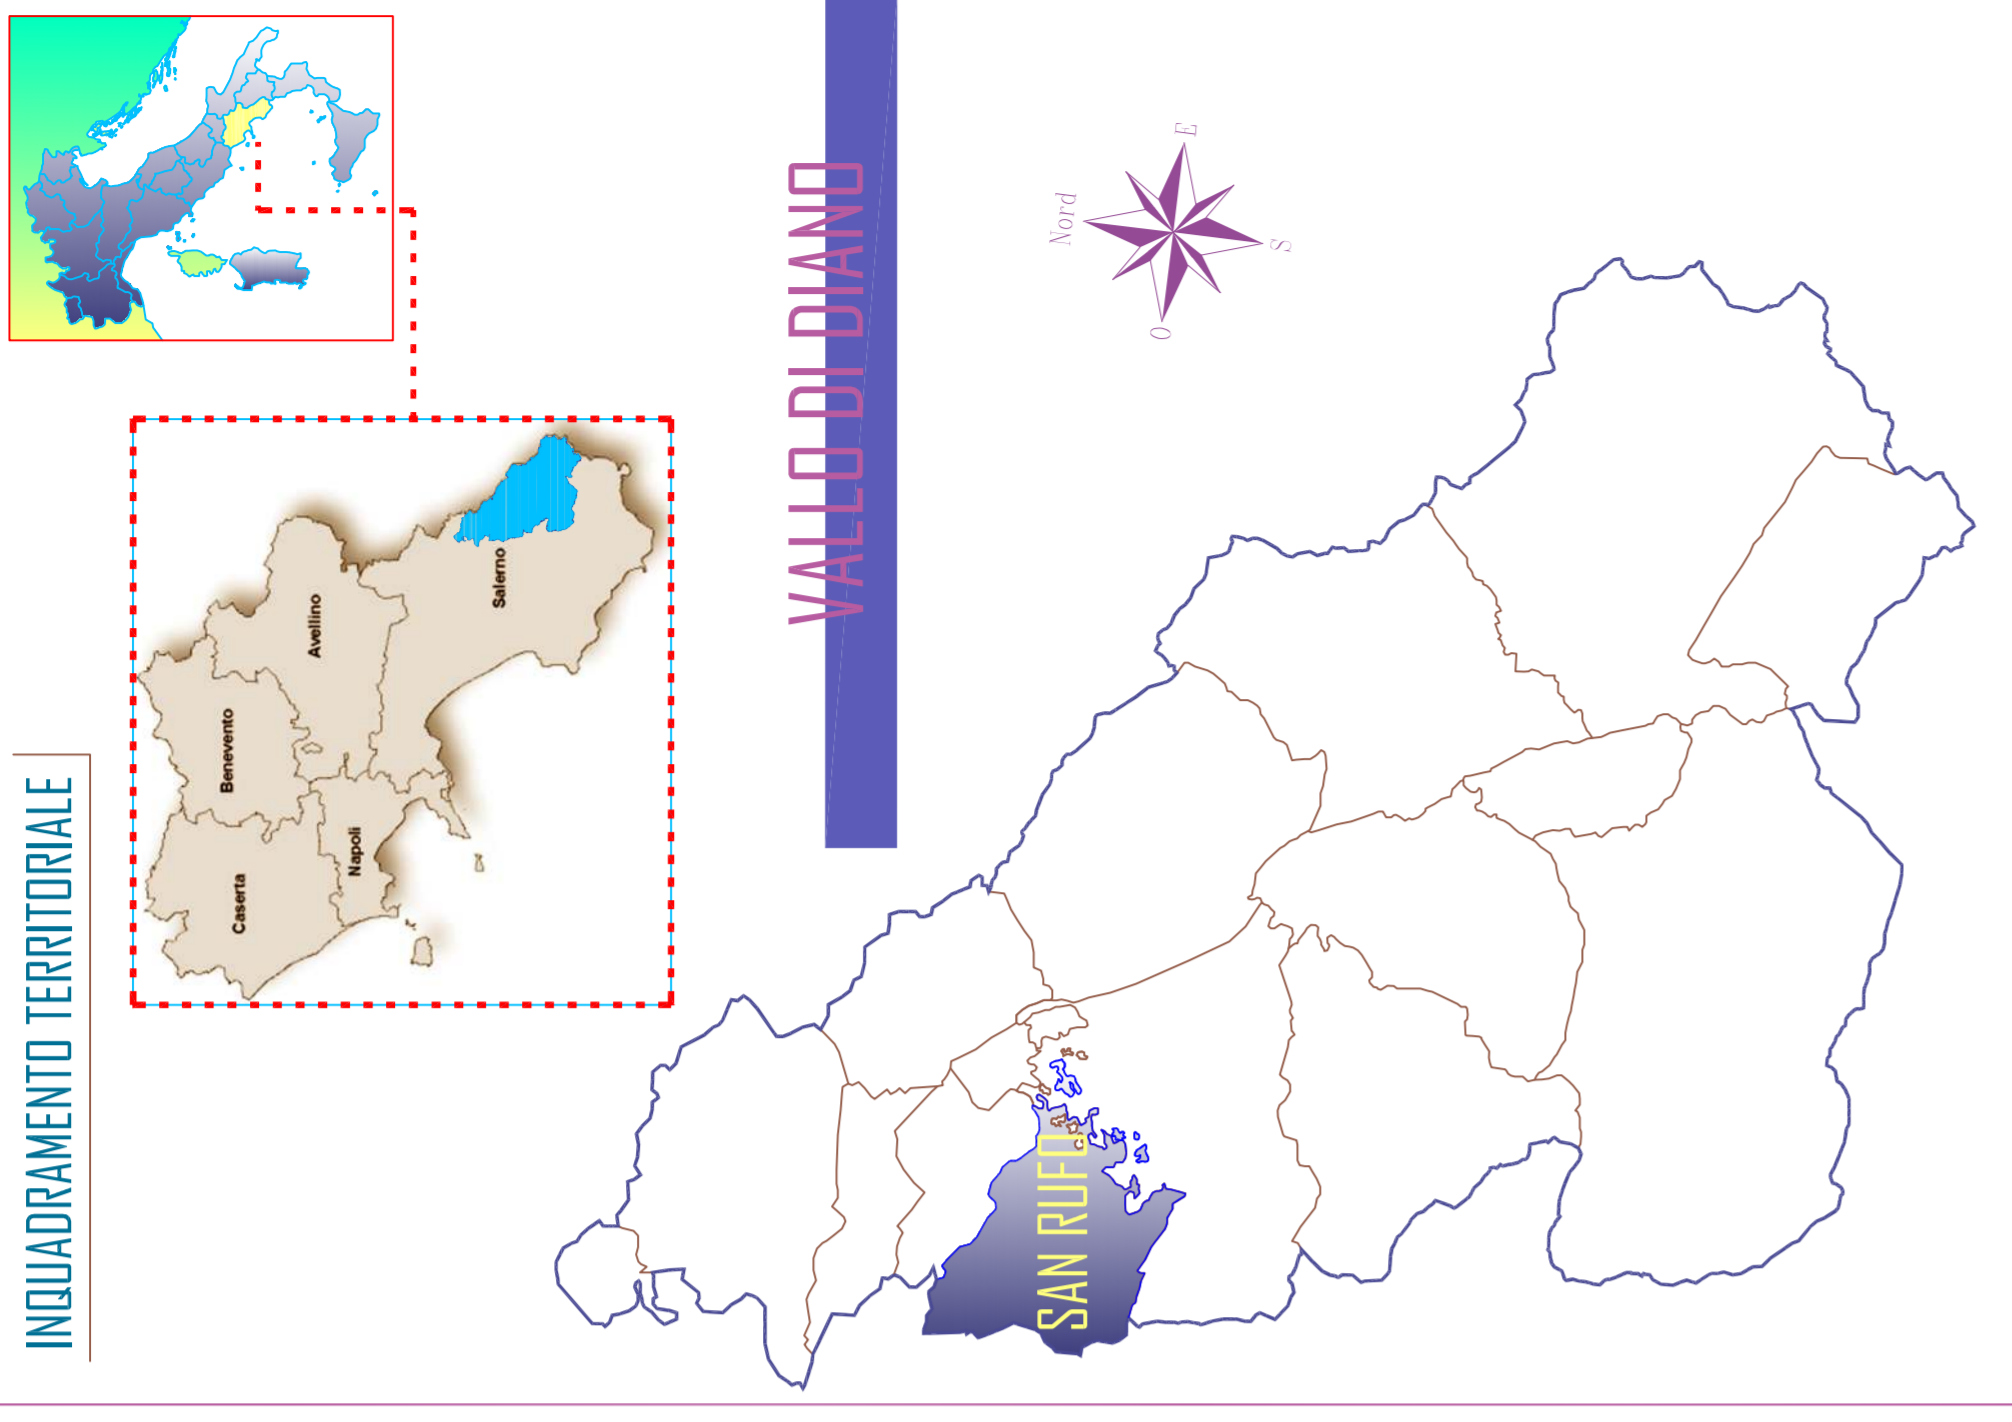 INQUADRAMENTO TERRITORIALE
VALLO DI DIANO
Nord
E
S
O
Caserta
Benevento
Napoli
Avellino
Salerno
SAN RUFO